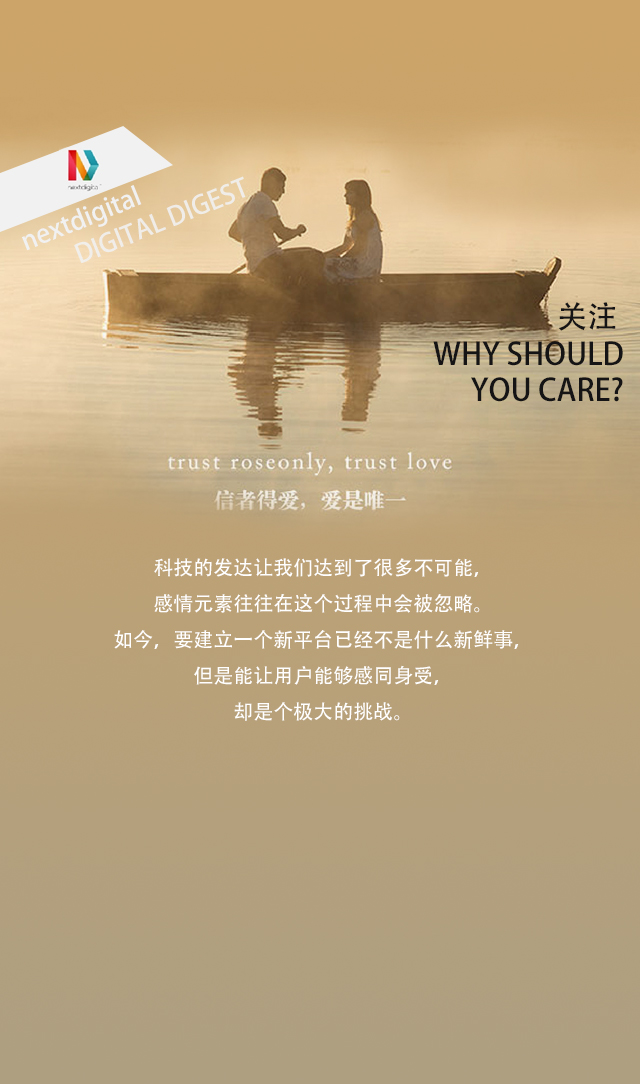 nextdigital
nextdigital
DIGITAL DIGEST
关注
WHY SHOULD
YOU CARE?
trust roseonly, trust love
信者得爱，爱是唯一
科技的发达让我们达到了很多不可能，
感情元素往往在这个过程中会被忽略。
如今，要建立一个新平台已经不是什么新鲜事，
但是能让用户能够感同身受，
却是个极大的挑战。